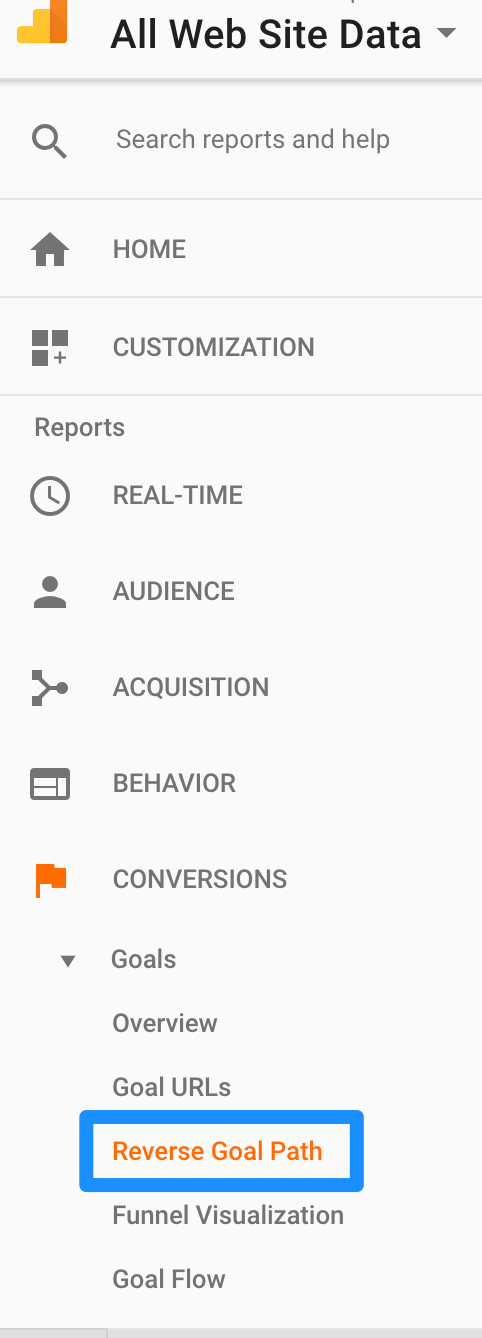 All Web Site Data
Search reports and help
HOME
CUSTOMIZATION
Reports
REAL-TIME
AUDIENCE
ACQUISITION
BEHAVIOR
CONVERSIONS
Goals
Overview
Goal URLs
Reverse Goal Path
Funnel Visualization
Goal Flow